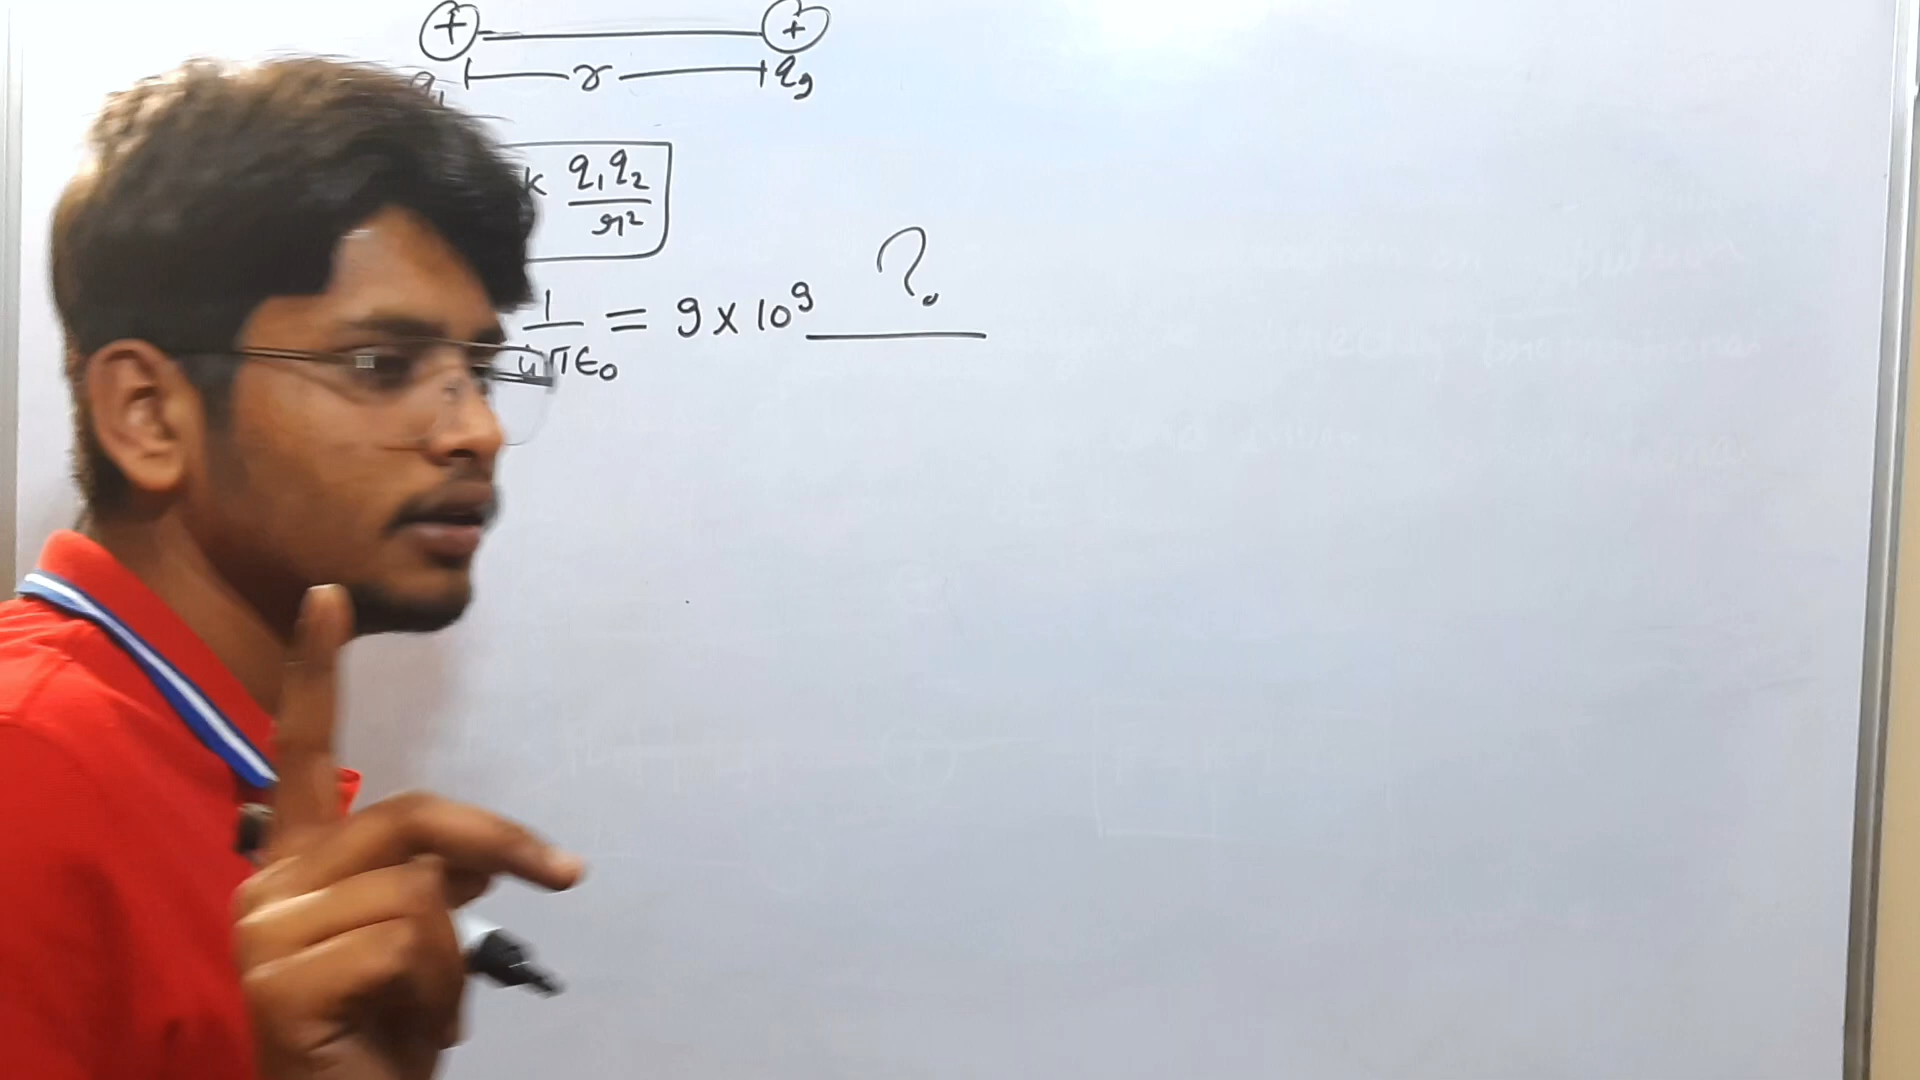 + +
q₁ r q₂
k q₁q₂/r²
?
1/4πϵ₀ = 9 x 10⁹